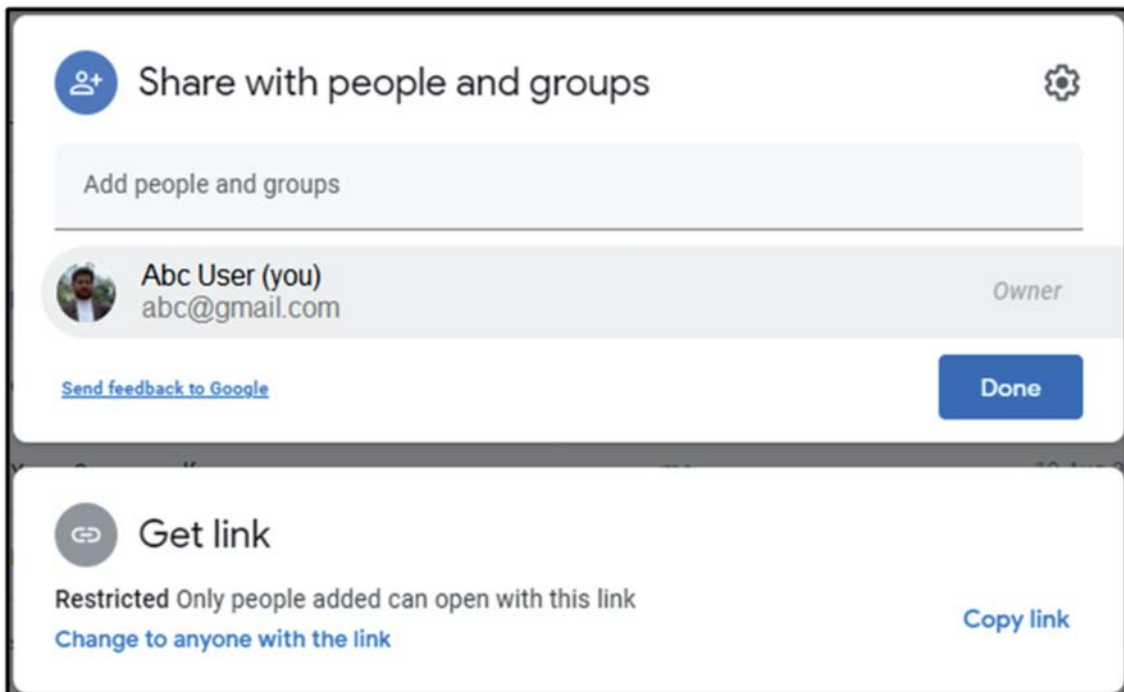 Share with people and groups
Add people and groups
Abc User (you)
abc@gmail.com
Owner
Send feedback to Google
Done
Get link
Restricted Only people added can open with this link
Change to anyone with the link
Copy link